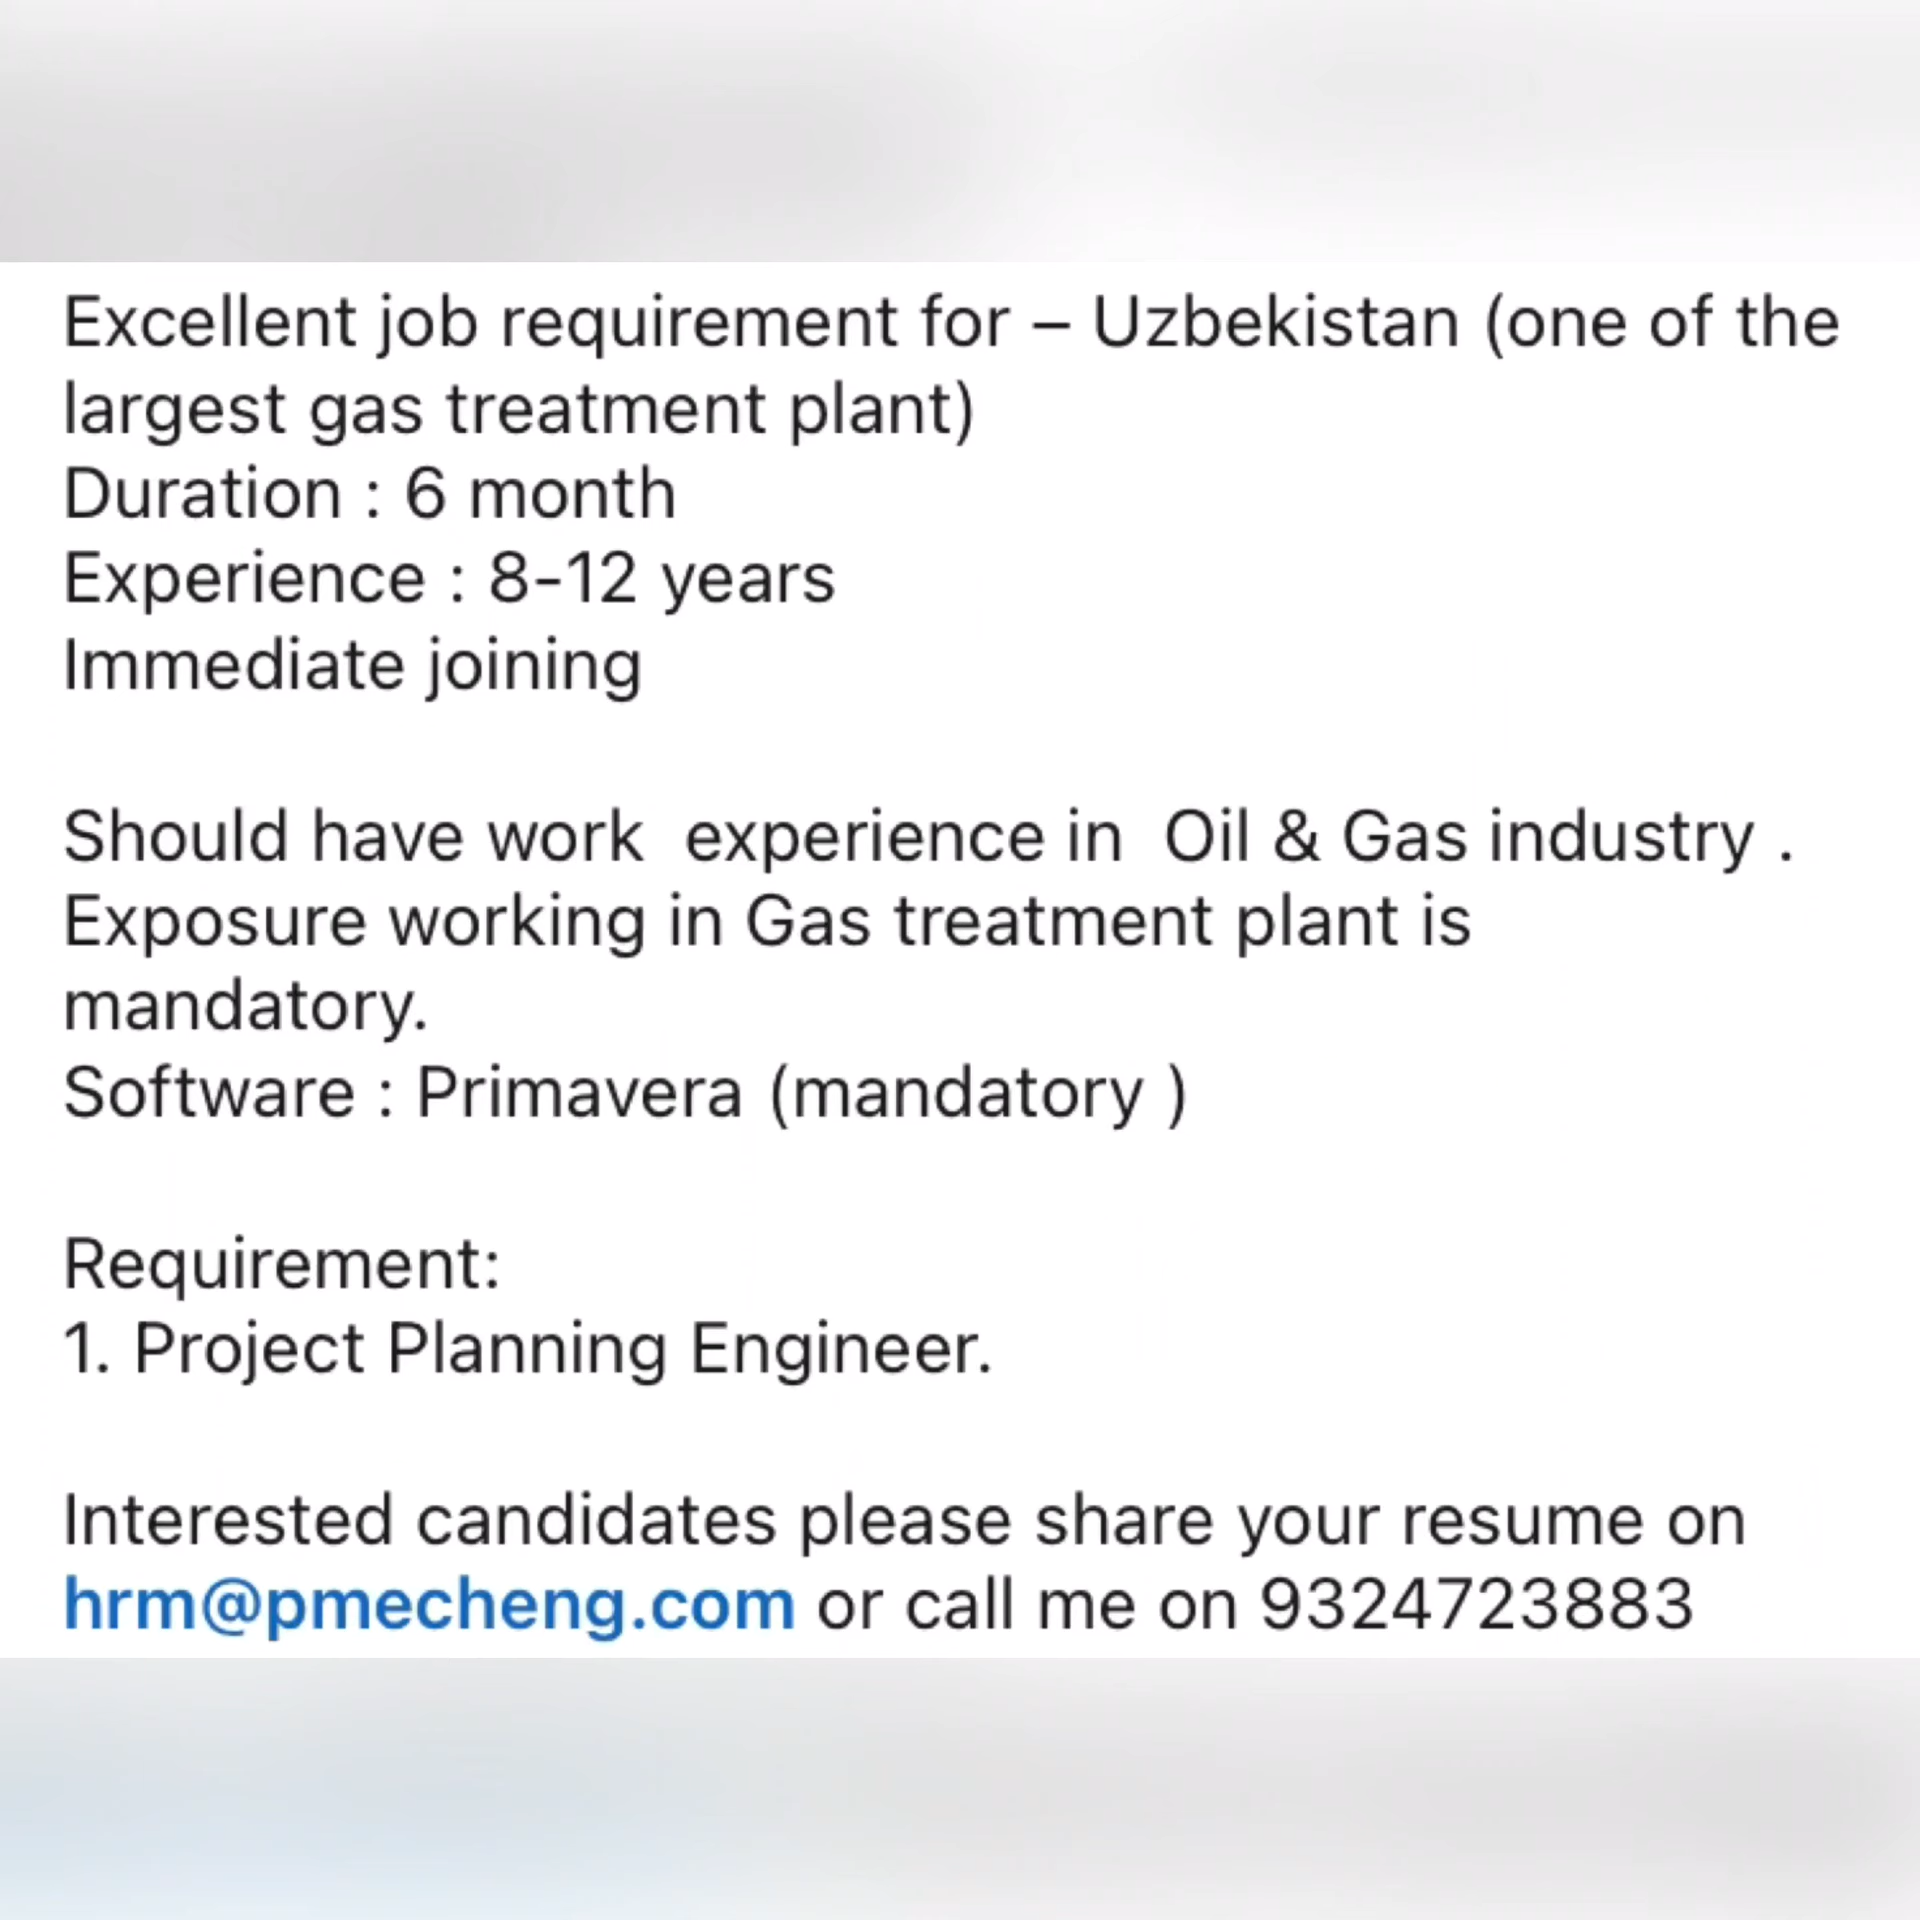 Excellent job requirement for – Uzbekistan (one of the
largest gas treatment plant)
Duration : 6 month
Experience : 8-12 years
Immediate joining
Should have work  experience in  Oil & Gas industry .
Exposure working in Gas treatment plant is
mandatory.
Software : Primavera (mandatory )
Requirement:
1. Project Planning Engineer.
Interested candidates please share your resume on
hrm@pmecheng.com or call me on 9324723883